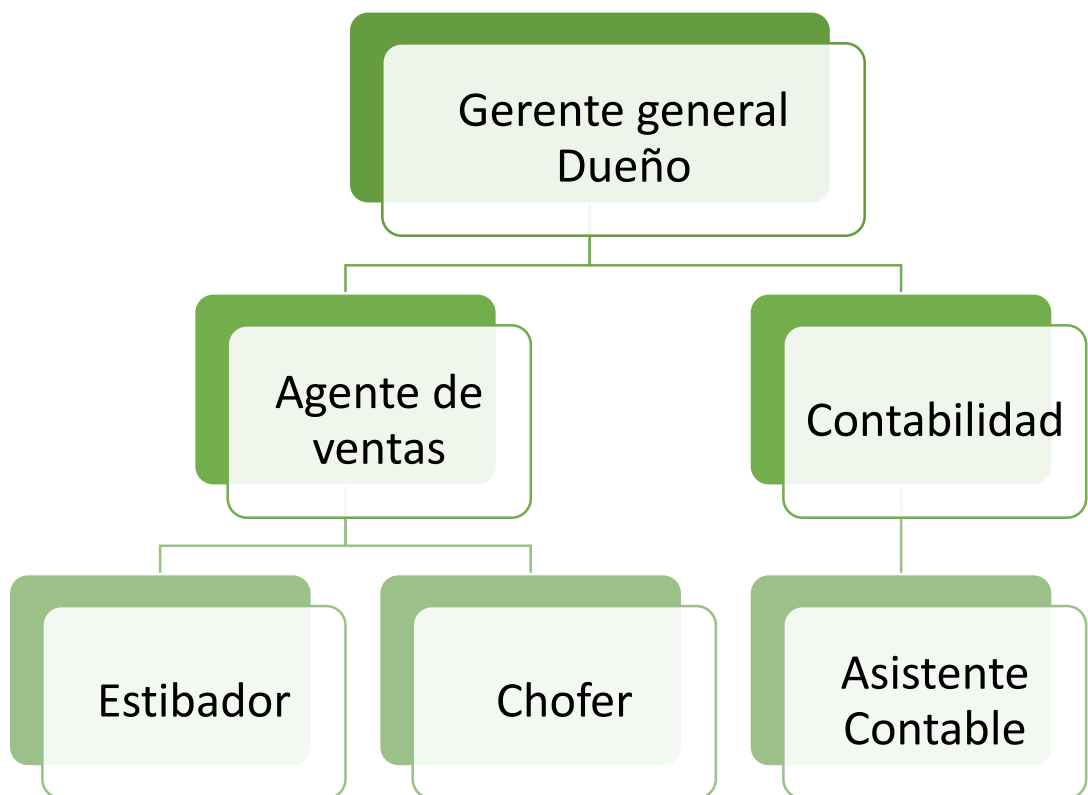 Gerente general
Dueño
Agente de
ventas
Contabilidad
Estibador
Chofer
Asistente
Contable